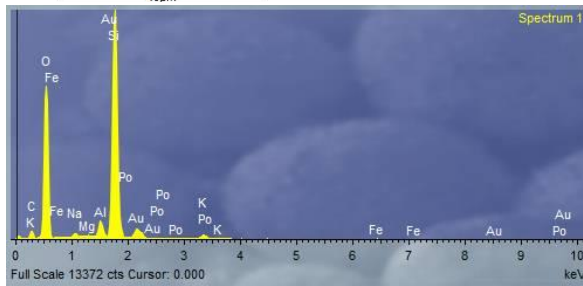 Spectrum 1
Au
Si
O
Fe
Po
C
K
Fe
Na
Mg
Al
Au
Au
Po
Po
Po
K
Po
K
Fe
Fe
Au
Au
Po
0 1 2 3 4 5 6 7 8 9 10
Full Scale 13372 cts Cursor: 0.000
keV